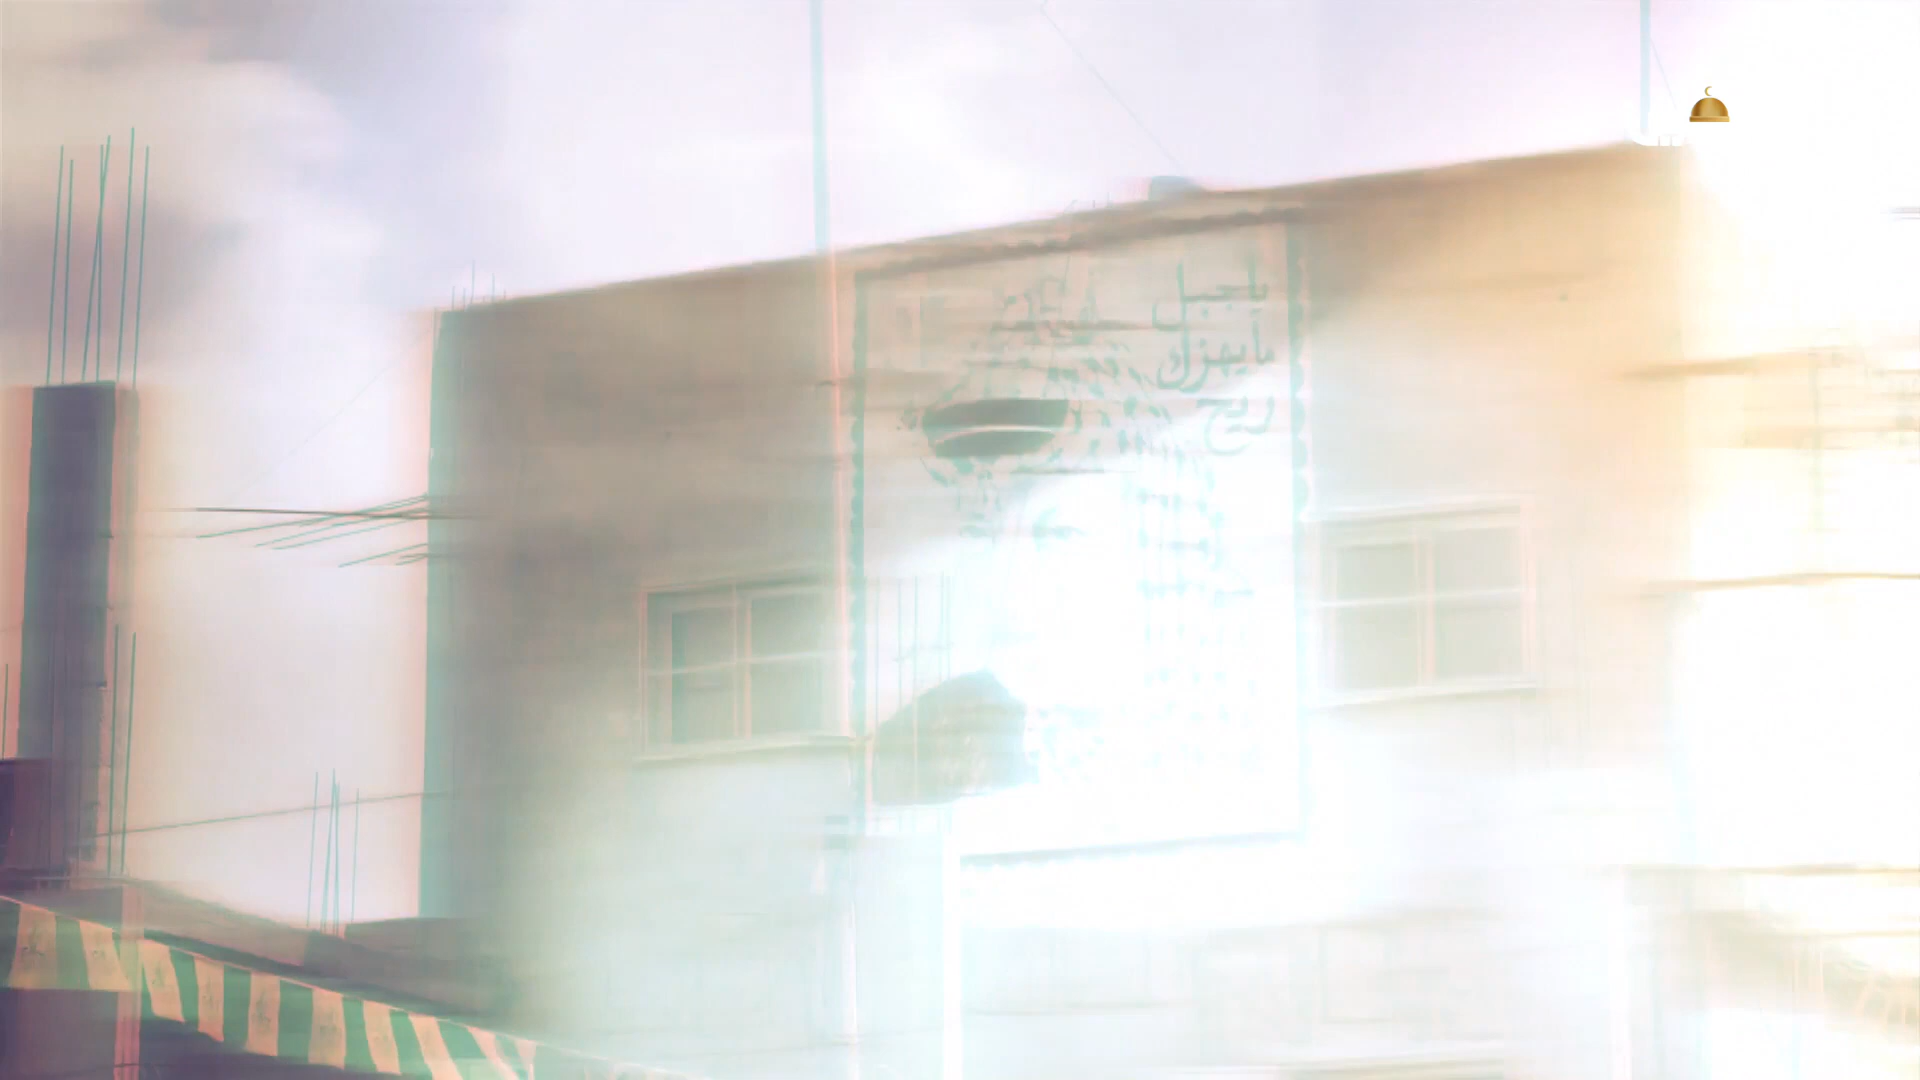 يا جبل
ما يهزك
ريح